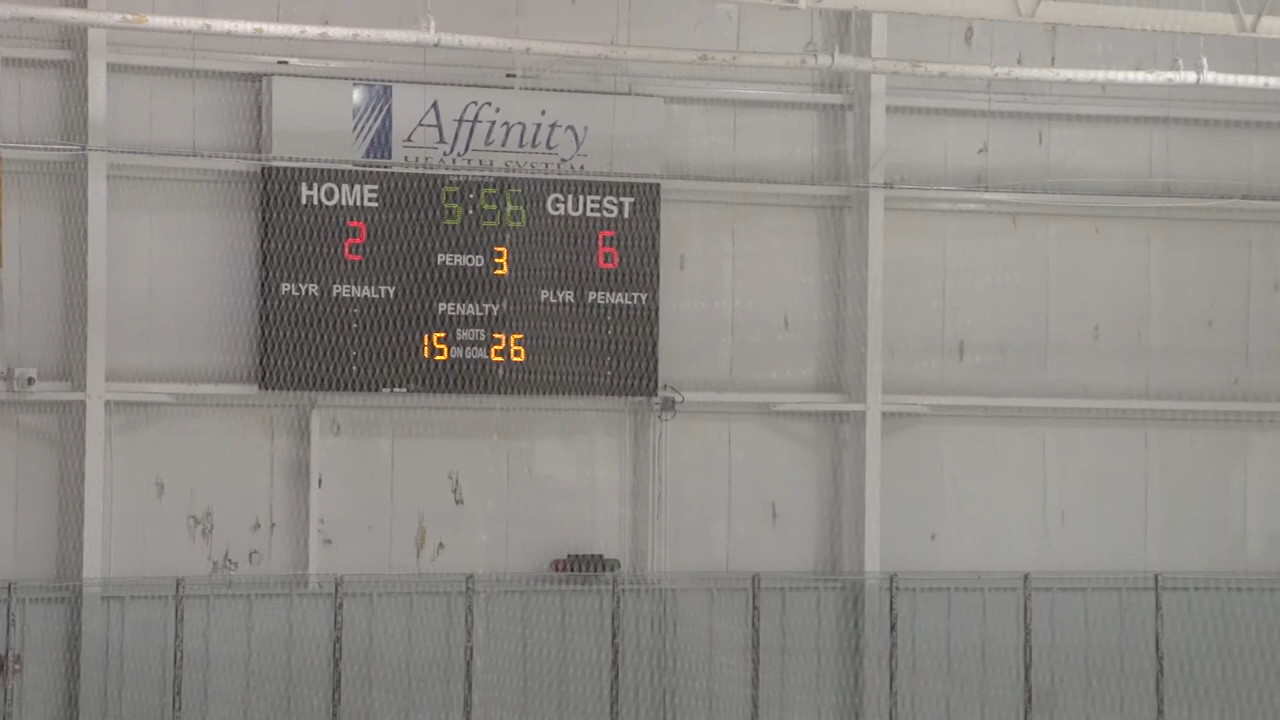 Affinity
HEALTH SYSTEM
HOME 5:56 GUEST
2 6
PERIOD 3
PLYR PENALTY PLYR PENALTY
PENALTY
15 SHOTS ON GOAL 26